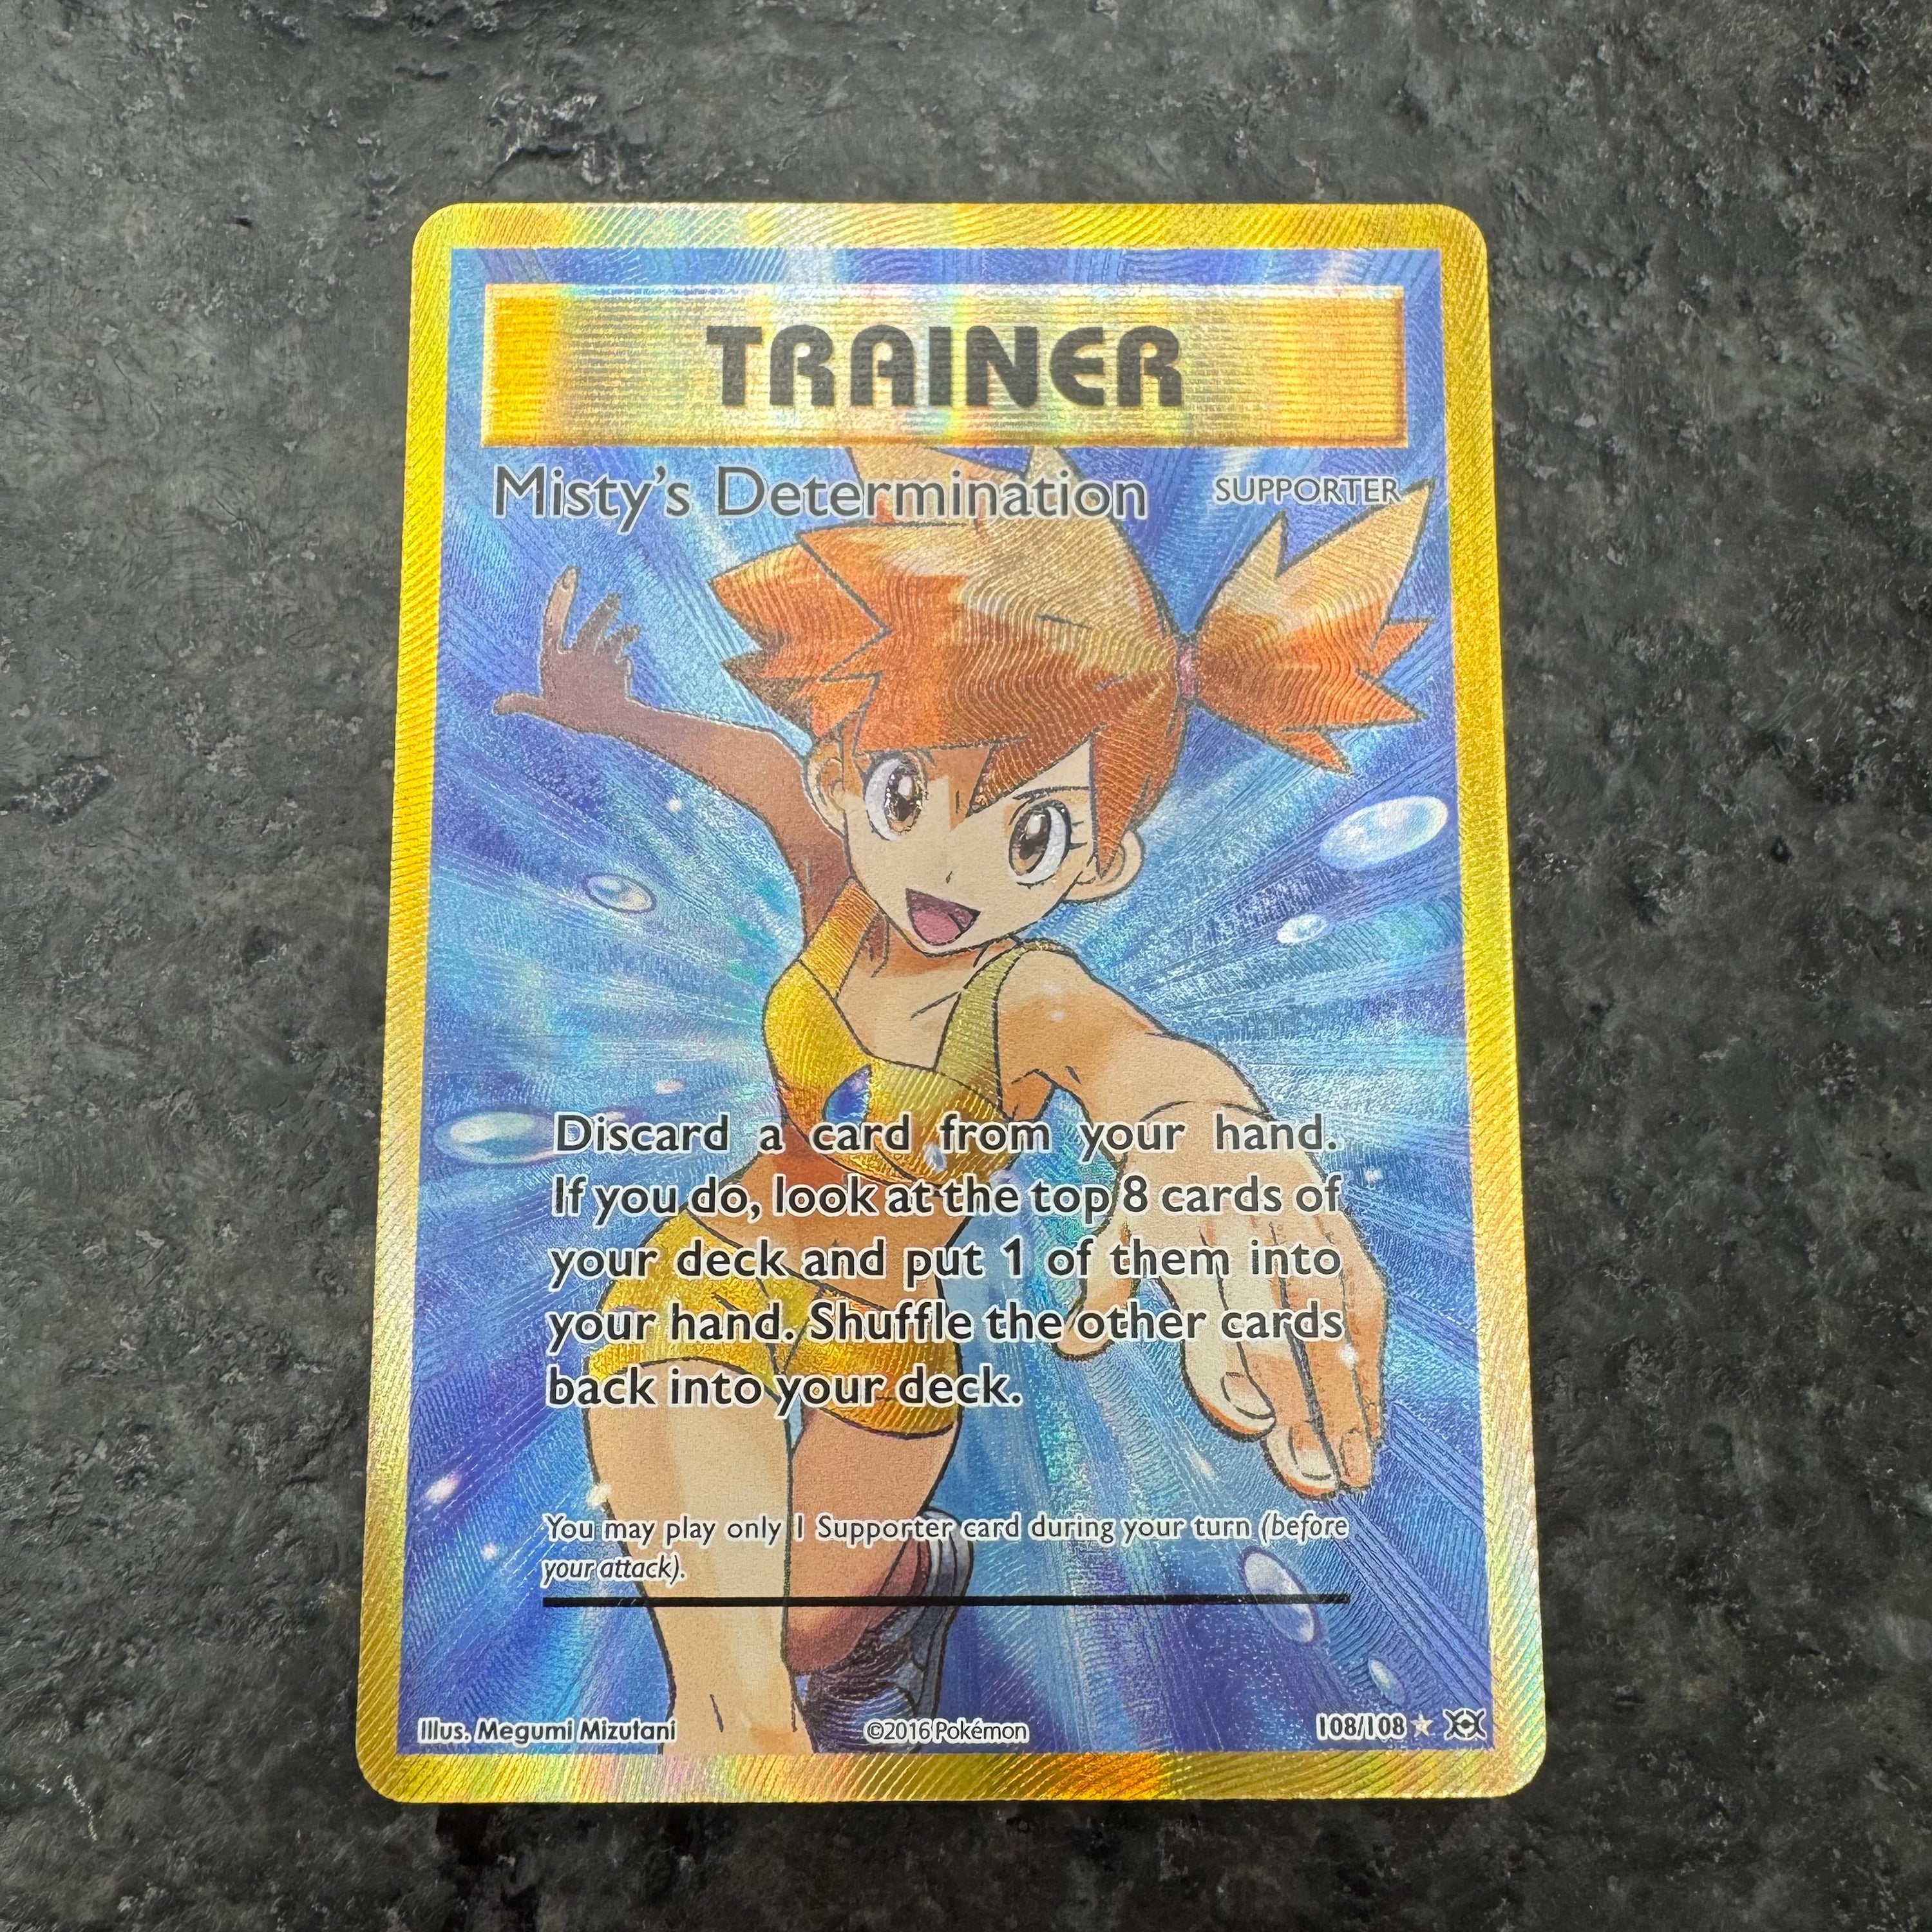 TRAINER
Misty's Determination SUPPORTER
Discard a card from your hand.
If you do, look at the top 8 cards of
your deck and put 1 of them into
your hand. Shuffle the other cards
back into your deck.
You may play only 1 Supporter card during your turn (before
your attack).
Illus. Megumi Mizutani ©2016 Pokémon 108/108